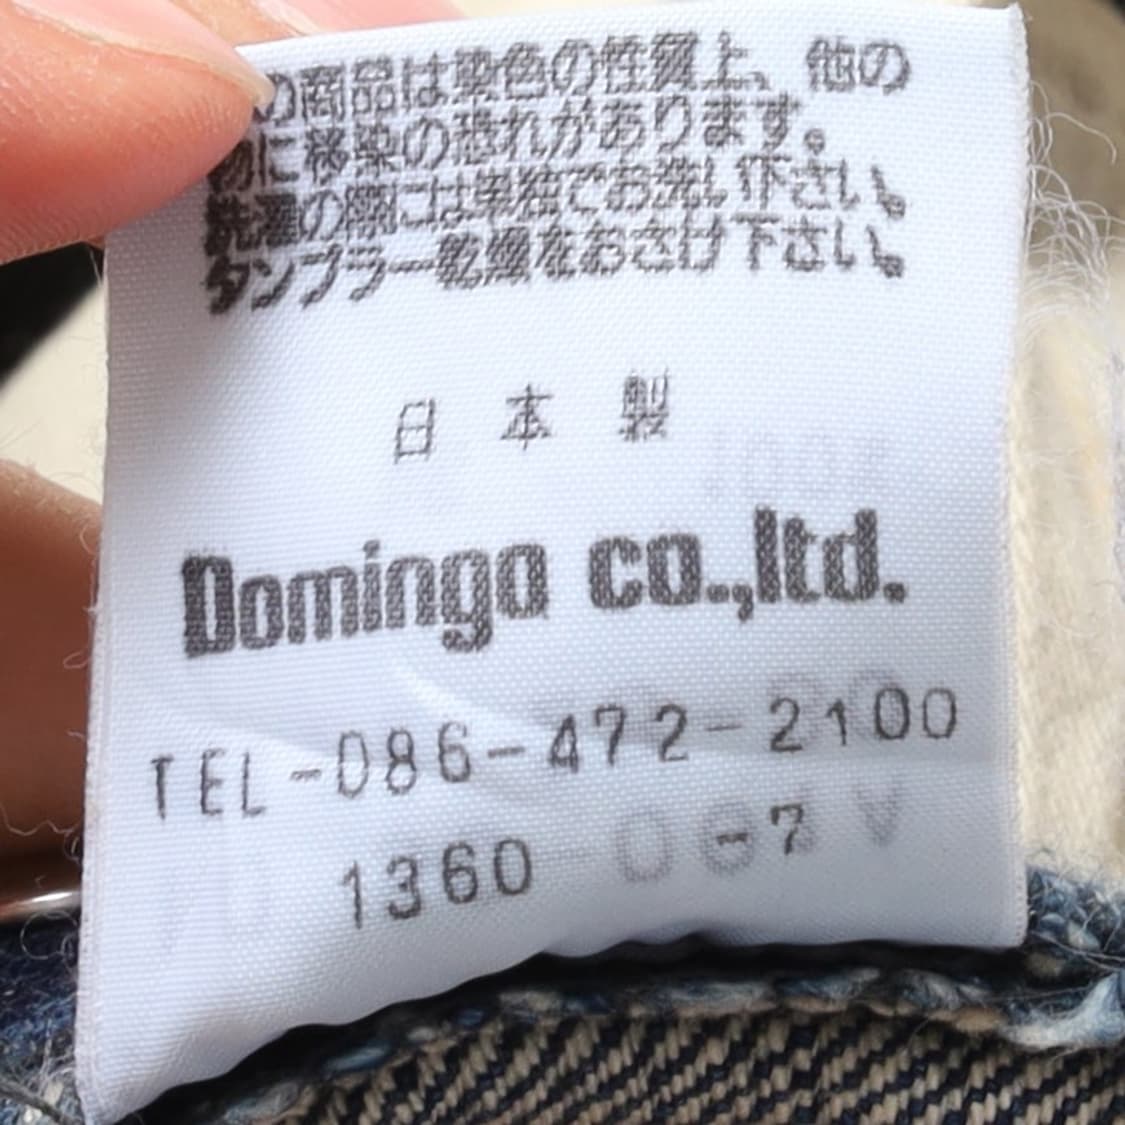 の商品は染色の性質上、他の
物に移染の恐れがあります。
洗濯の際には単独でお洗い下さい。
タンブラー乾燥をおさけ下さい。
日本製
Domingo co.,ltd.
TEL-086-472-2100
1360 -7